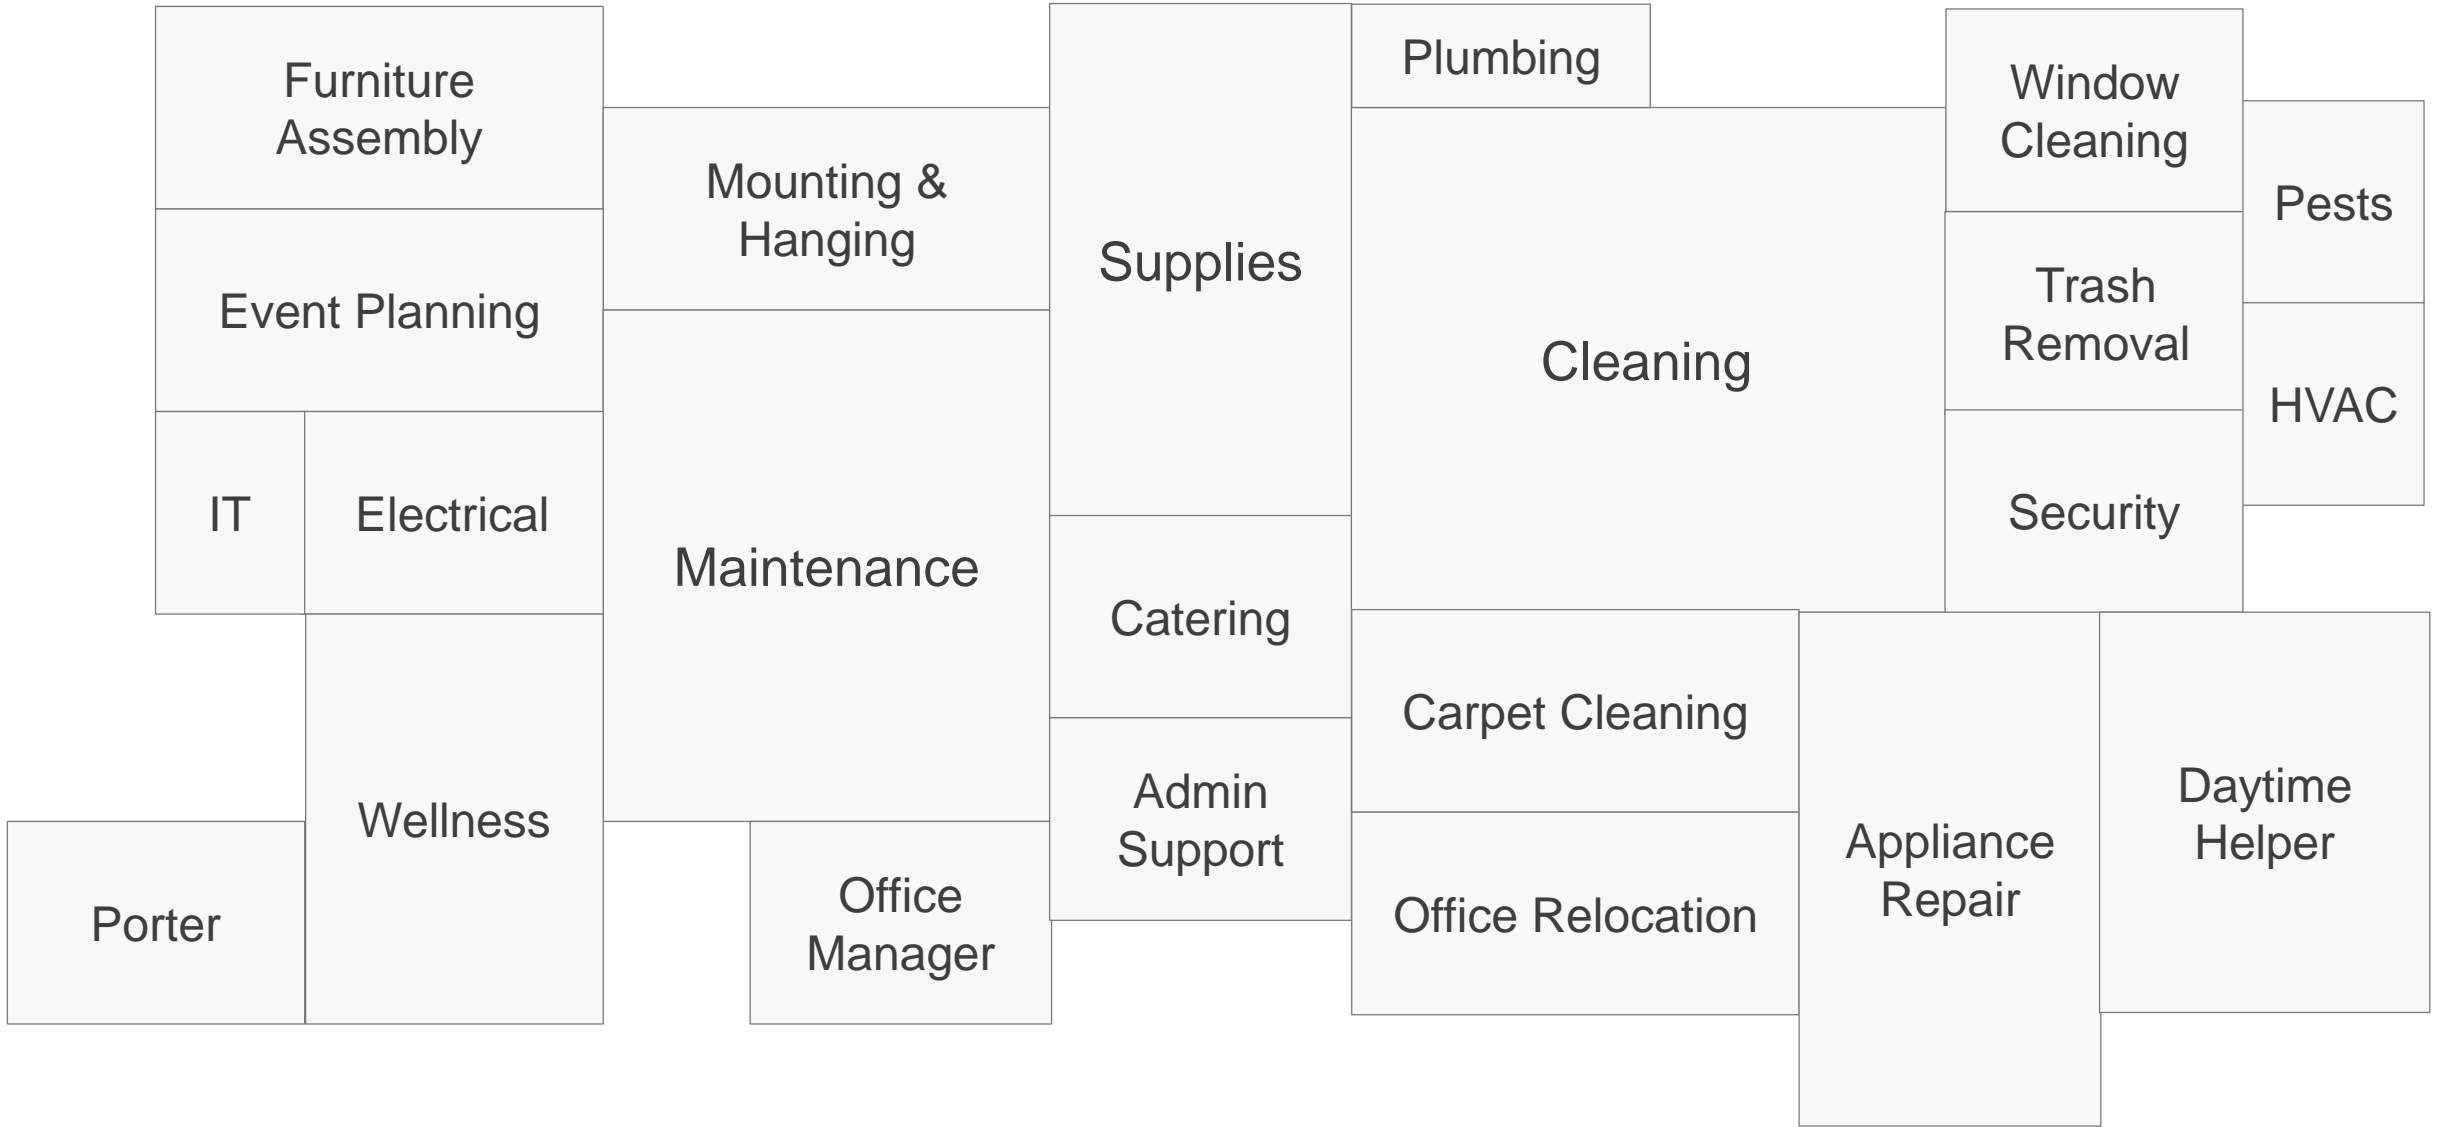 Furniture
Assembly
Plumbing
Window
Cleaning
Mounting &
Hanging
Supplies
Pests
Event Planning
Trash
Removal
Cleaning
HVAC
IT
Electrical
Maintenance
Security
Catering
Carpet Cleaning
Wellness
Admin
Support
Daytime
Helper
Appliance
Repair
Porter
Office
Manager
Office Relocation